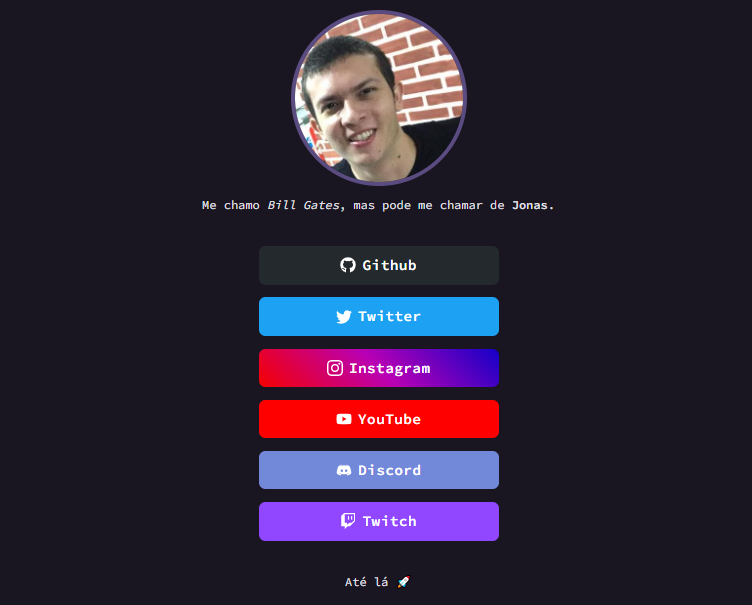 Me chamo Bill Gates, mas pode me chamar de Jonas.
Github
Twitter
Instagram
YouTube
Discord
Twitch
Até lá 🚀